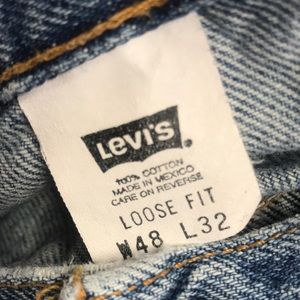 Levi's
100% COTTON
MADE IN MEXICO
CARE ON REVERSE
LOOSE FIT
W48 L32